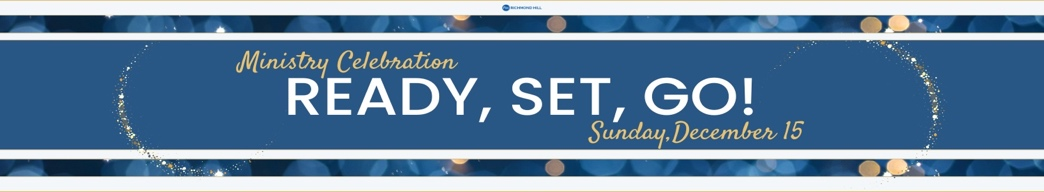 RICHMOND HILL
Ministry Celebration
READY, SET, GO!
Sunday,December 15